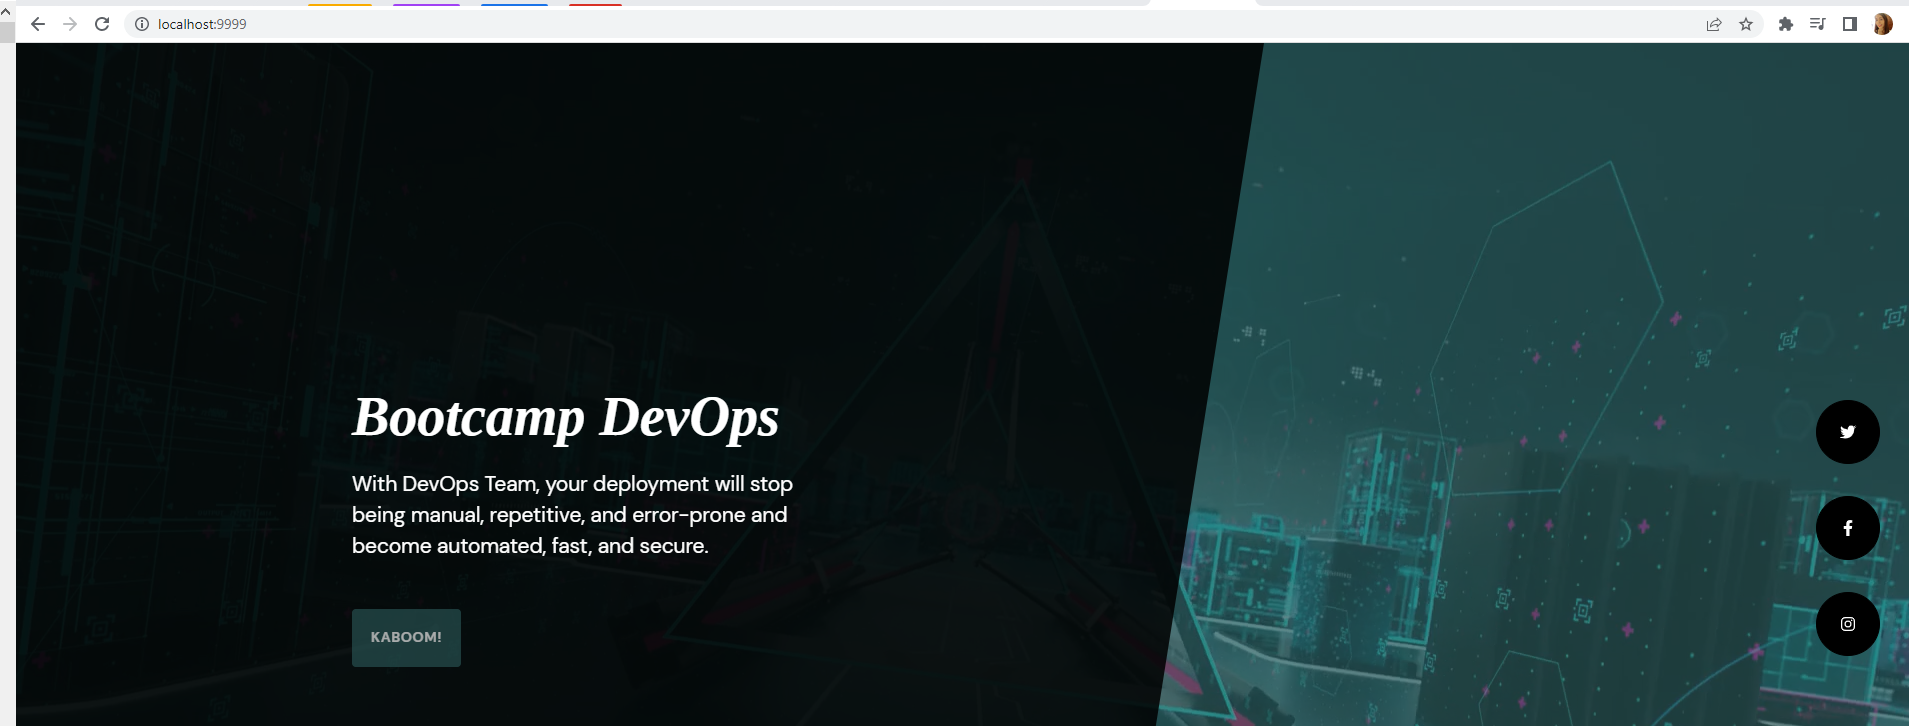 localhost:9999
Bootcamp DevOps
With DevOps Team, your deployment will stop
being manual, repetitive, and error-prone and
become automated, fast, and secure.
KABOOM!